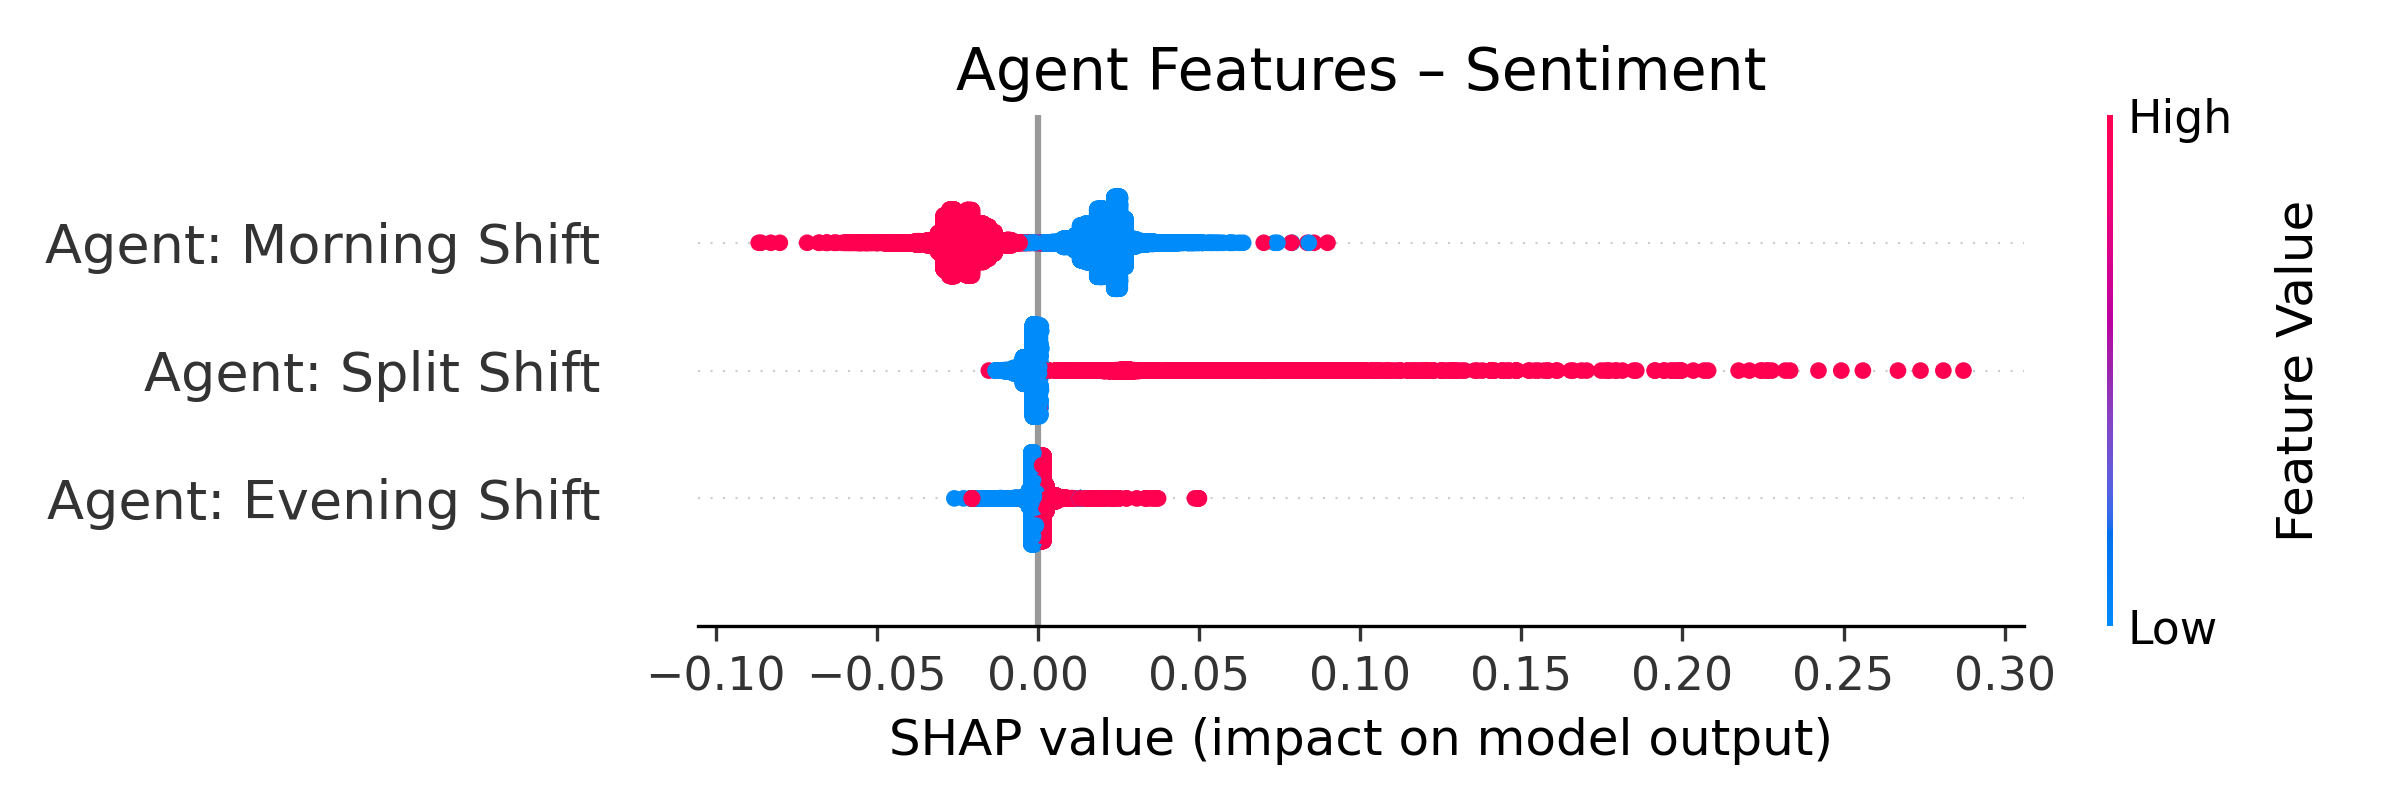 Agent Features – Sentiment
High
Agent: Morning Shift
Agent: Split Shift
Agent: Evening Shift
Feature Value
Low
−0.10 −0.05 0.00 0.05 0.10 0.15 0.20 0.25 0.30
SHAP value (impact on model output)